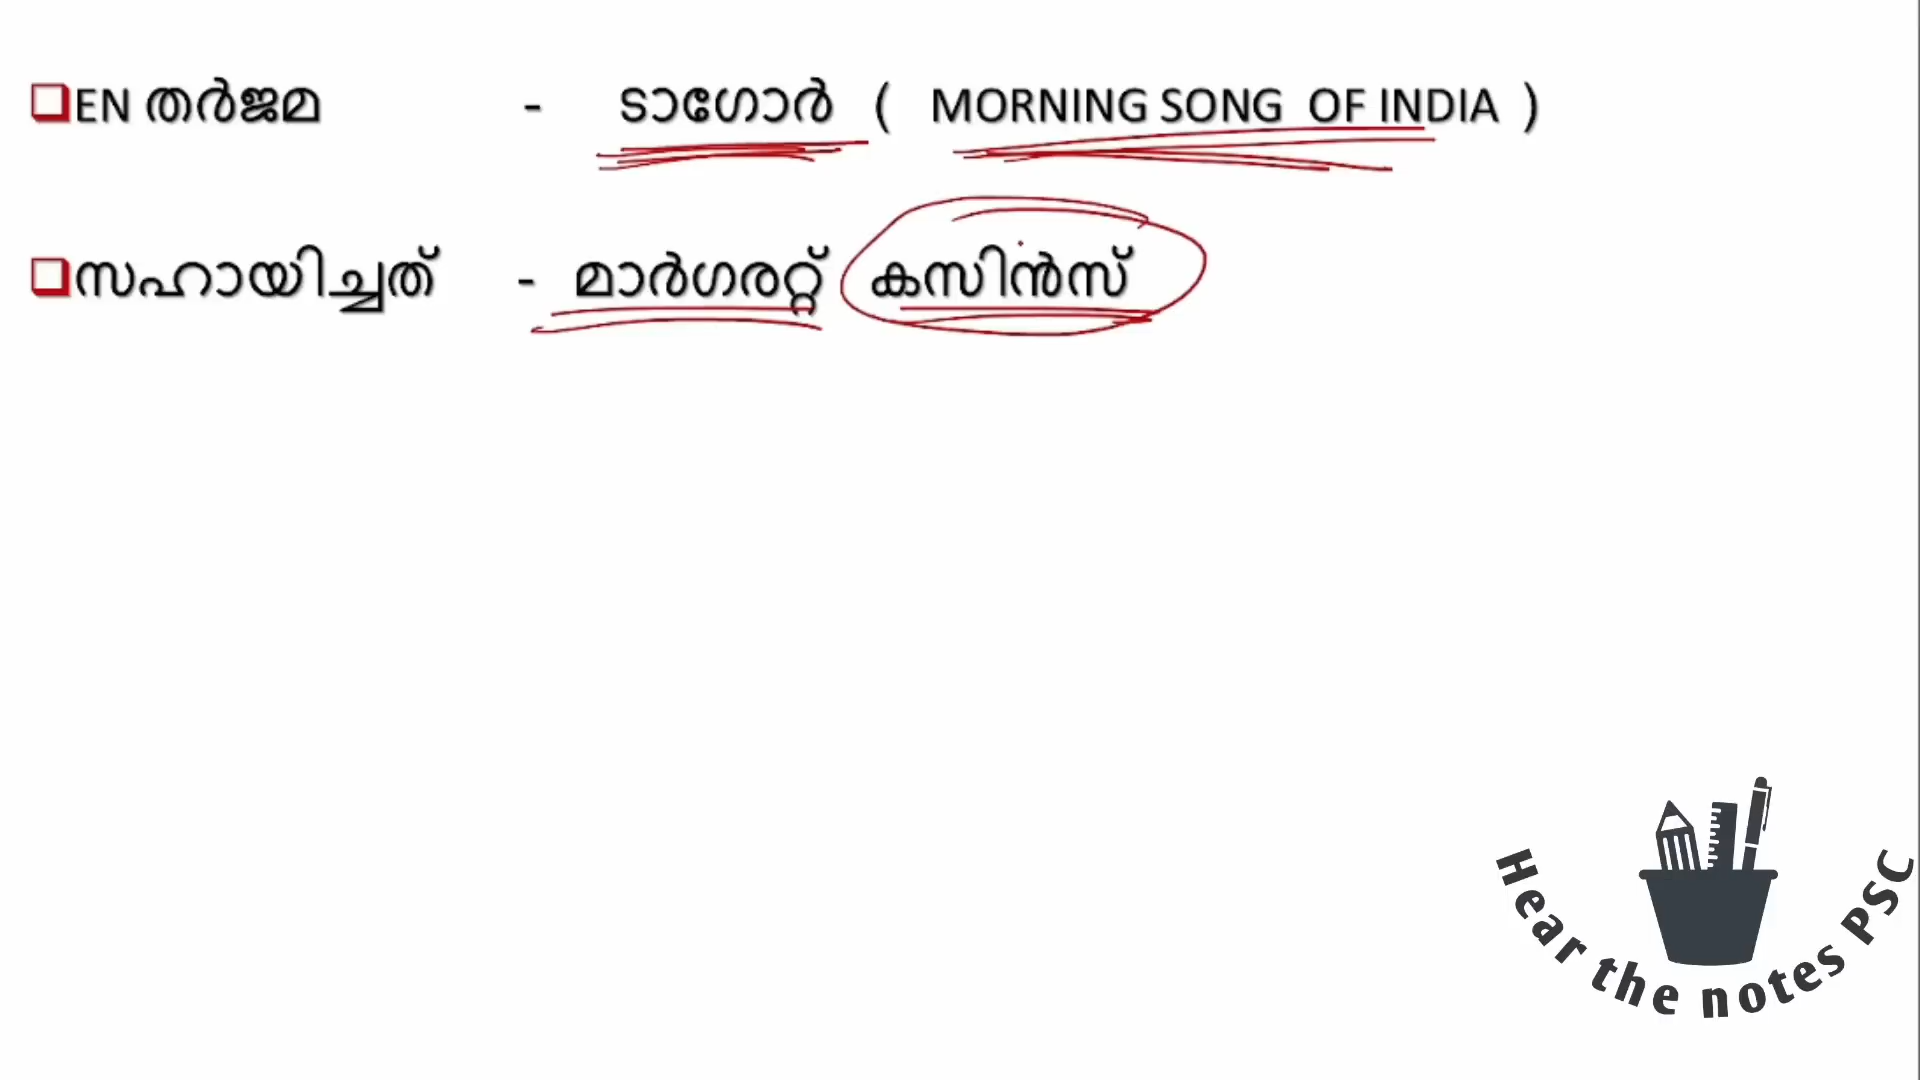 EN തർജമ - ടാഗോർ ( MORNING SONG OF INDIA )
സഹായിച്ചത് - മാർഗരറ്റ് കസിൻസ്
Hear the notes PSC